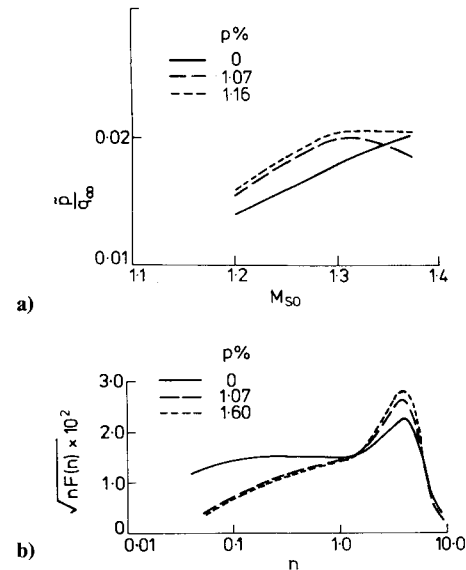 p%
0
1·07
1·16
0·02
p̃/q∞
0·01
1·1 1·2 1·3 1·4
MSO
a)
p%
0
1·07
1·60
3·0
2·0
√nF(n) × 10²
1·0
0
0·01 0·1 1·0 10·0
n
b)